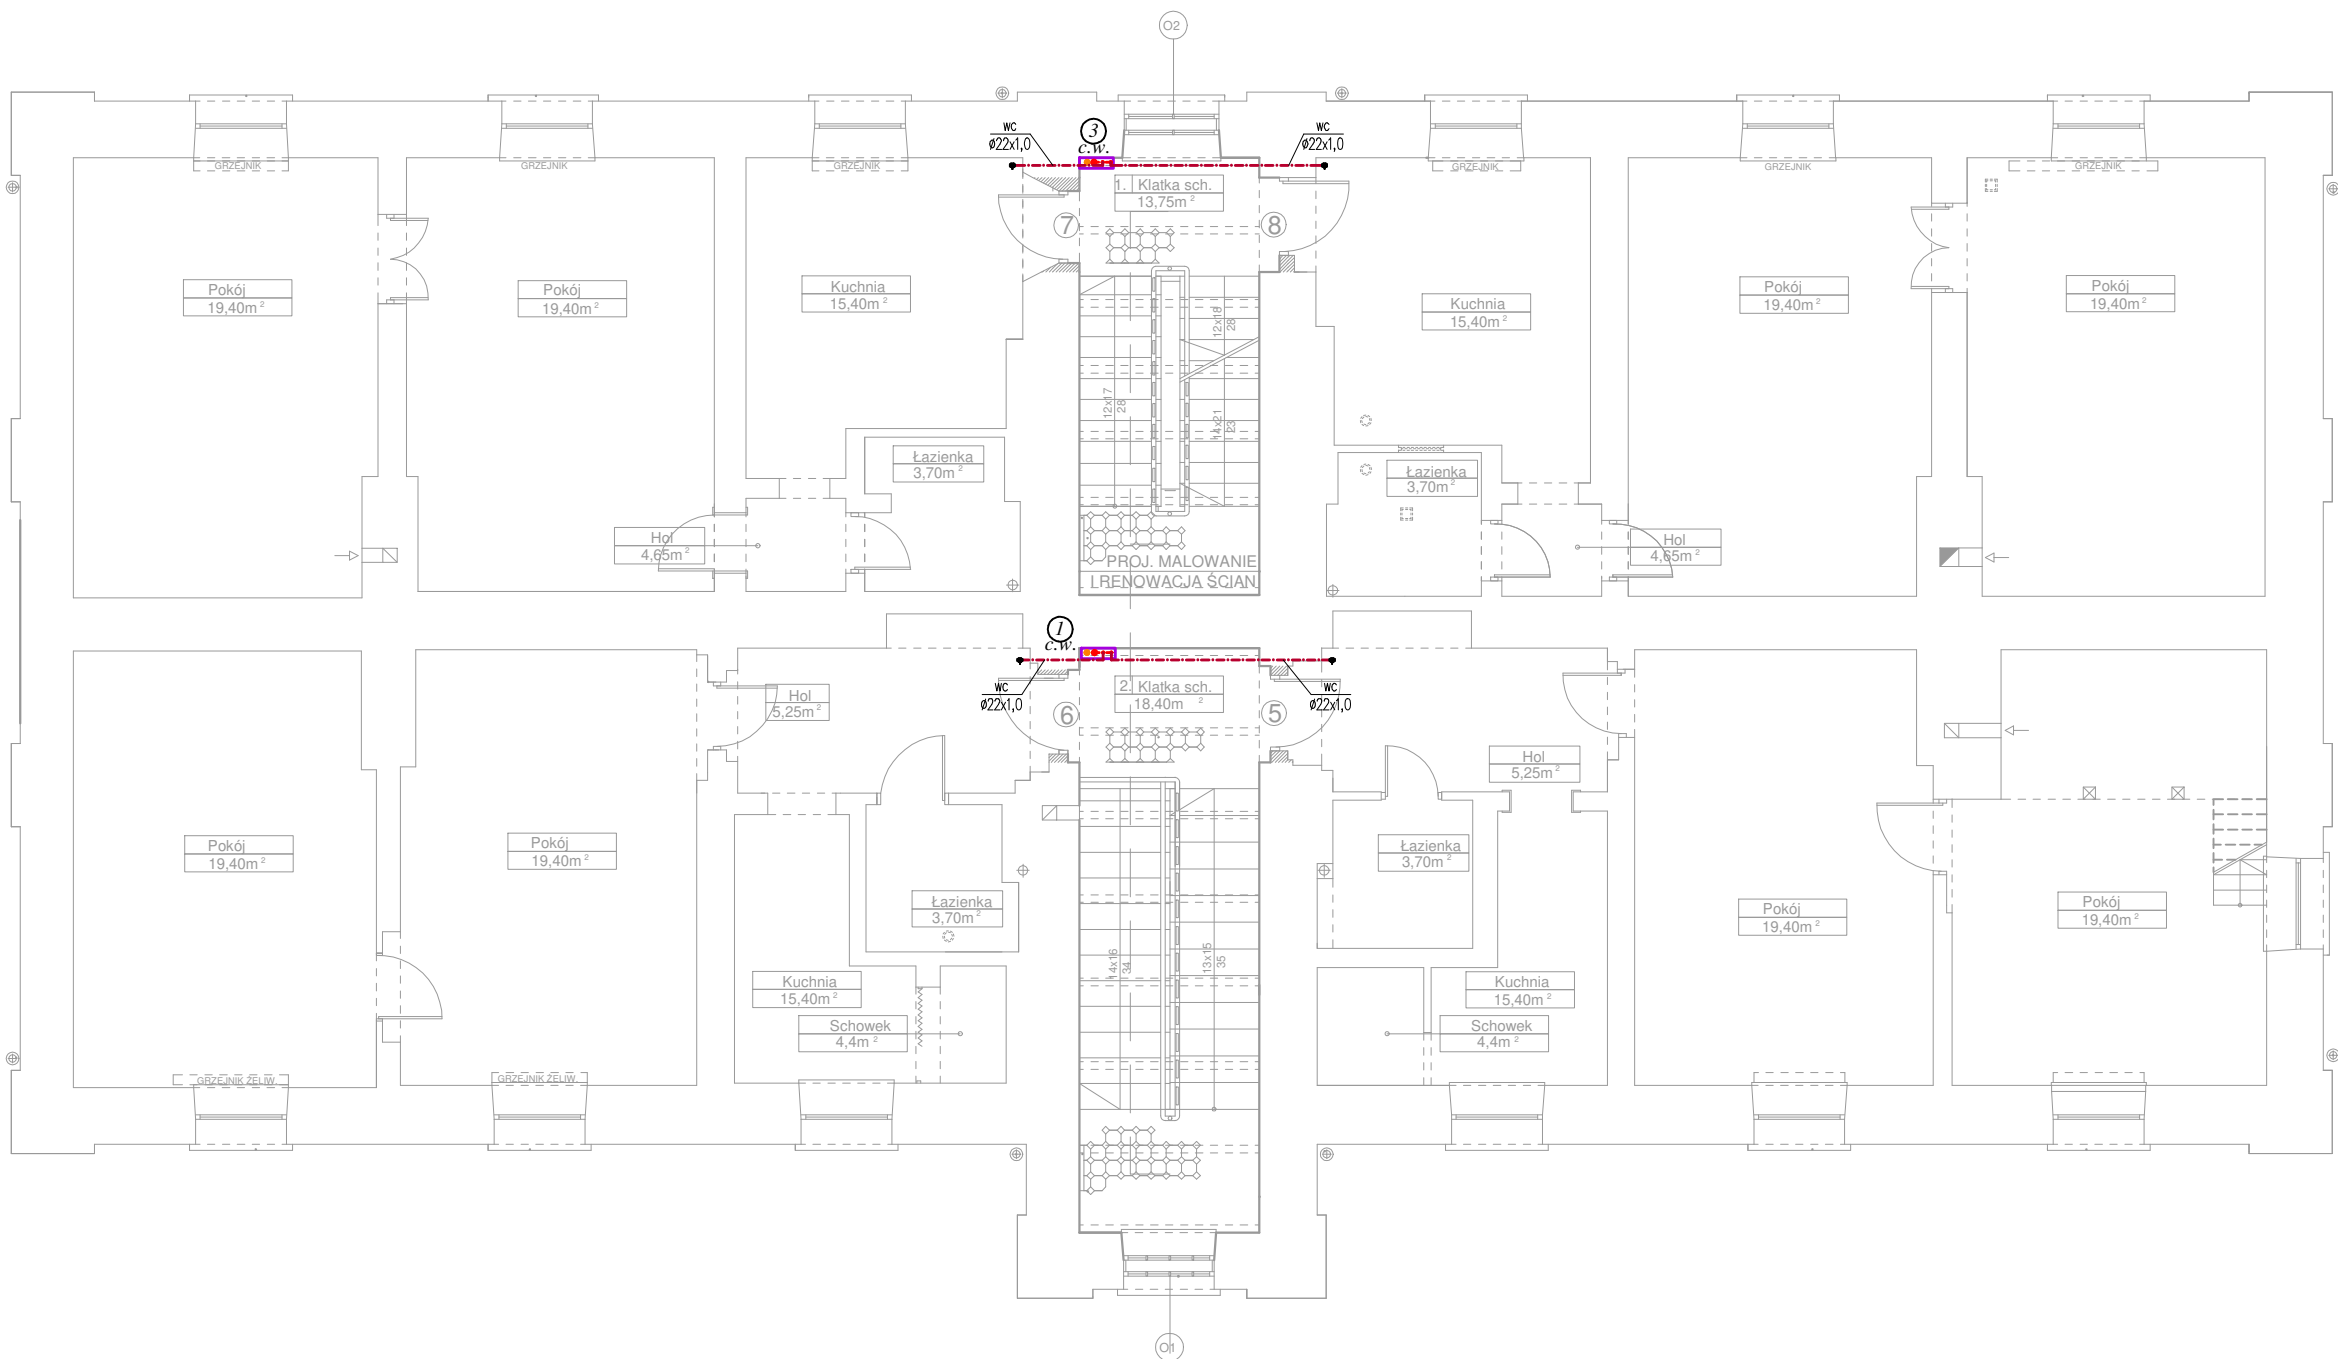 O2
WC
ø22x1,0
3
c.w.
WC
ø22x1,0
GRZEJNIK
GRZEJNIK
GRZEJNIK
GRZEJNIK
GRZEJNIK
GRZEJNIK
1. Klatka sch.
13,75m²
7
8
Pokój
19,40m²
Pokój
19,40m²
Kuchnia
15,40m²
Kuchnia
15,40m²
Pokój
19,40m²
Pokój
19,40m²
12x18
28
12x17
28
14x21
23
Łazienka
3,70m²
Łazienka
3,70m²
Hol
4,65m²
Hol
4,65m²
PROJ. MALOWANIE
I RENOWACJA ŚCIAN
1
c.w.
WC
ø22x1,0
WC
ø22x1,0
2. Klatka sch.
18,40m²
6
5
Hol
5,25m²
Hol
5,25m²
Pokój
19,40m²
Pokój
19,40m²
Łazienka
3,70m²
Łazienka
3,70m²
Pokój
19,40m²
Pokój
19,40m²
14x16
34
13x15
35
Kuchnia
15,40m²
Kuchnia
15,40m²
Schowek
4,4m²
Schowek
4,4m²
GRZEJNIK ŻELIW.
GRZEJNIK ŻELIW.
O1